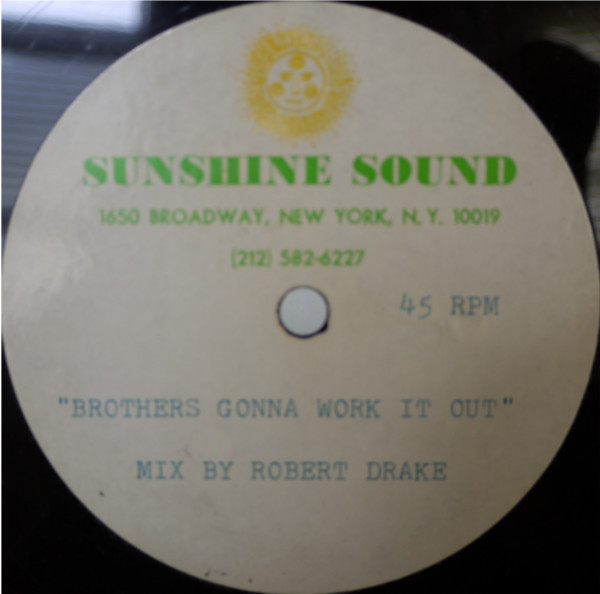 SUNSHINE SOUND
1650 BROADWAY, NEW YORK, N.Y. 10019
(212) 582-6227
45 RPM
"BROTHERS GONNA WORK IT OUT"
MIX BY ROBERT DRAKE